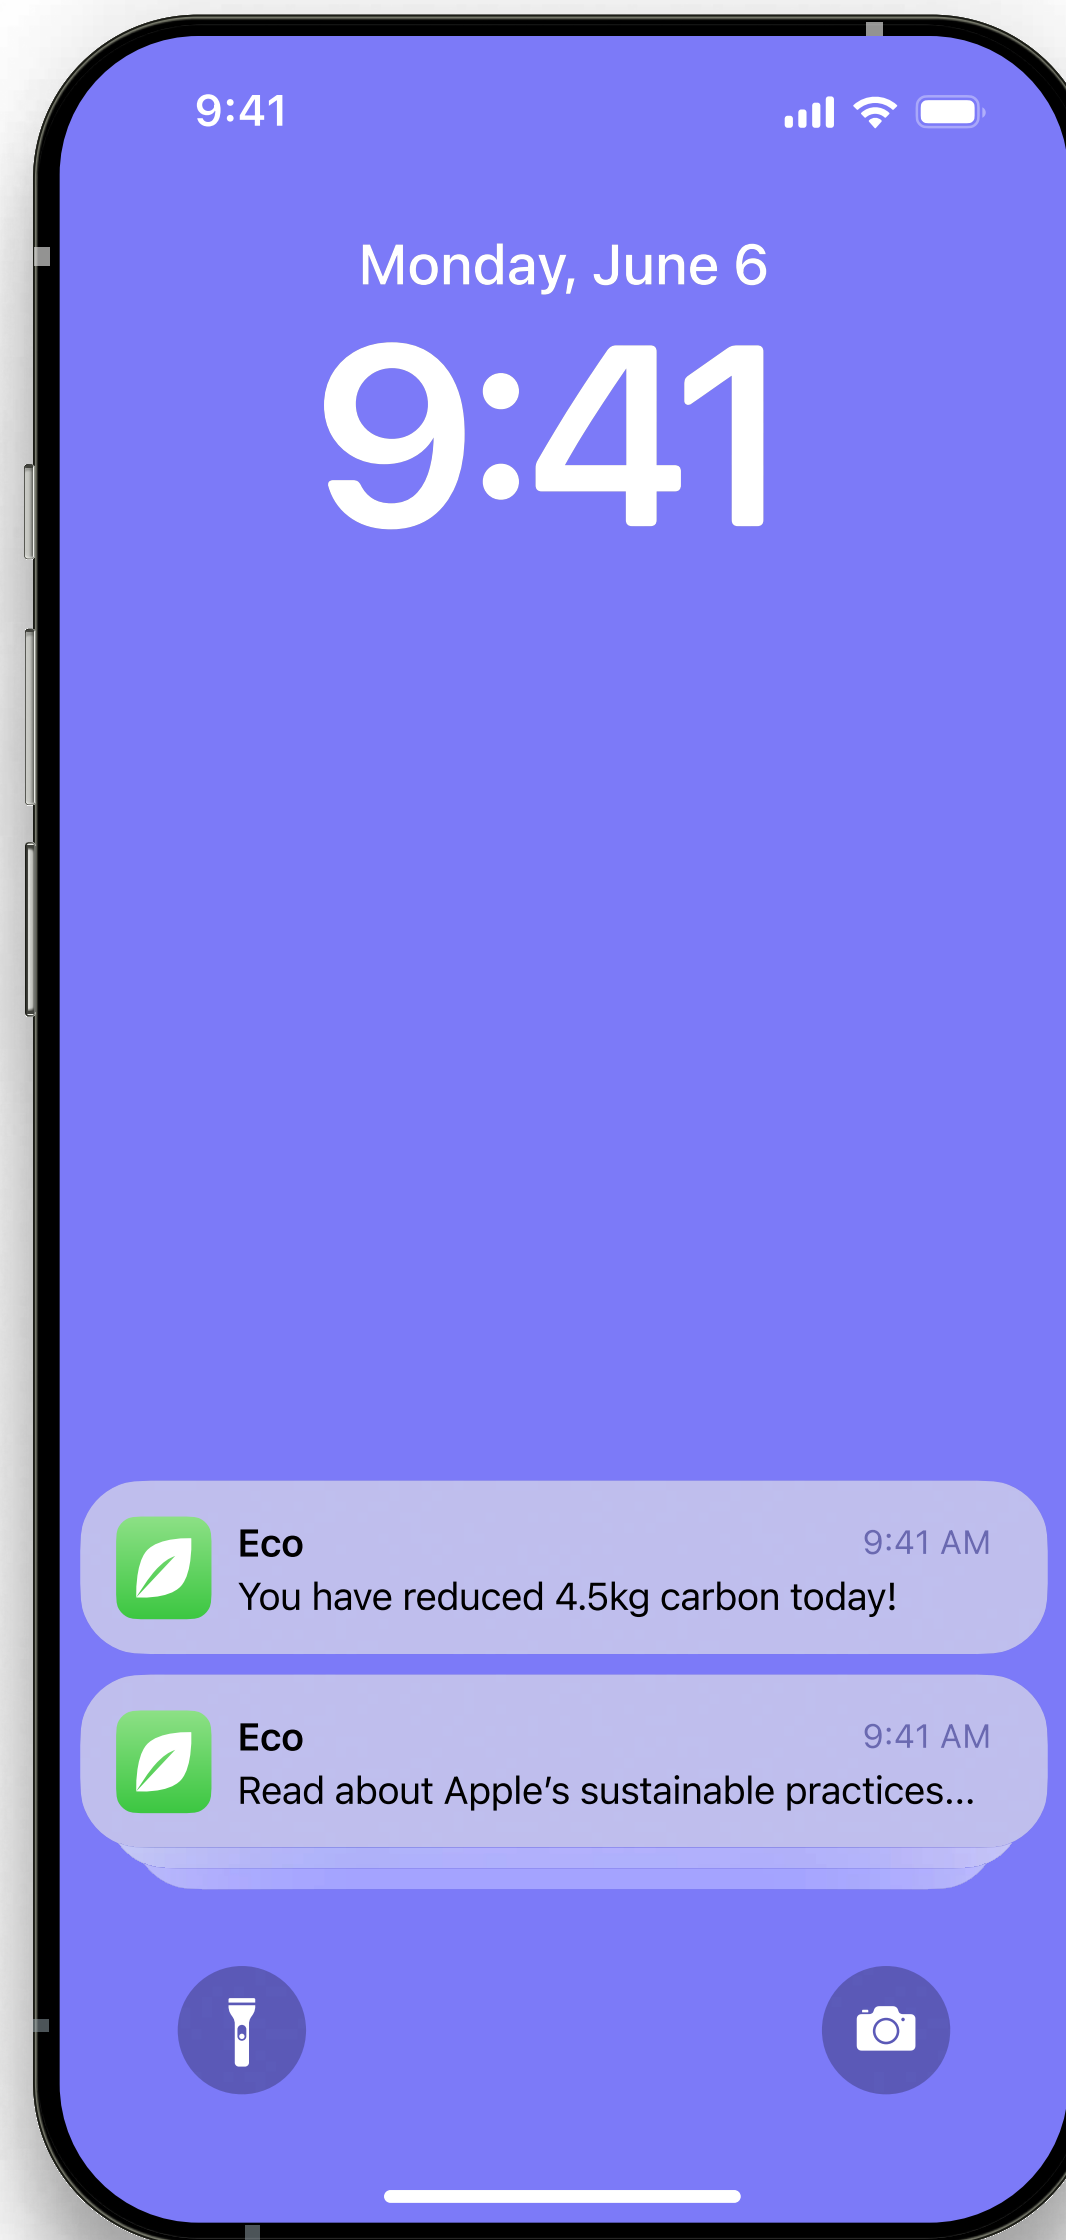 9:41
Monday, June 6
9:41
Eco
9:41 AM
You have reduced 4.5kg carbon today!
Eco
9:41 AM
Read about Apple’s sustainable practices...